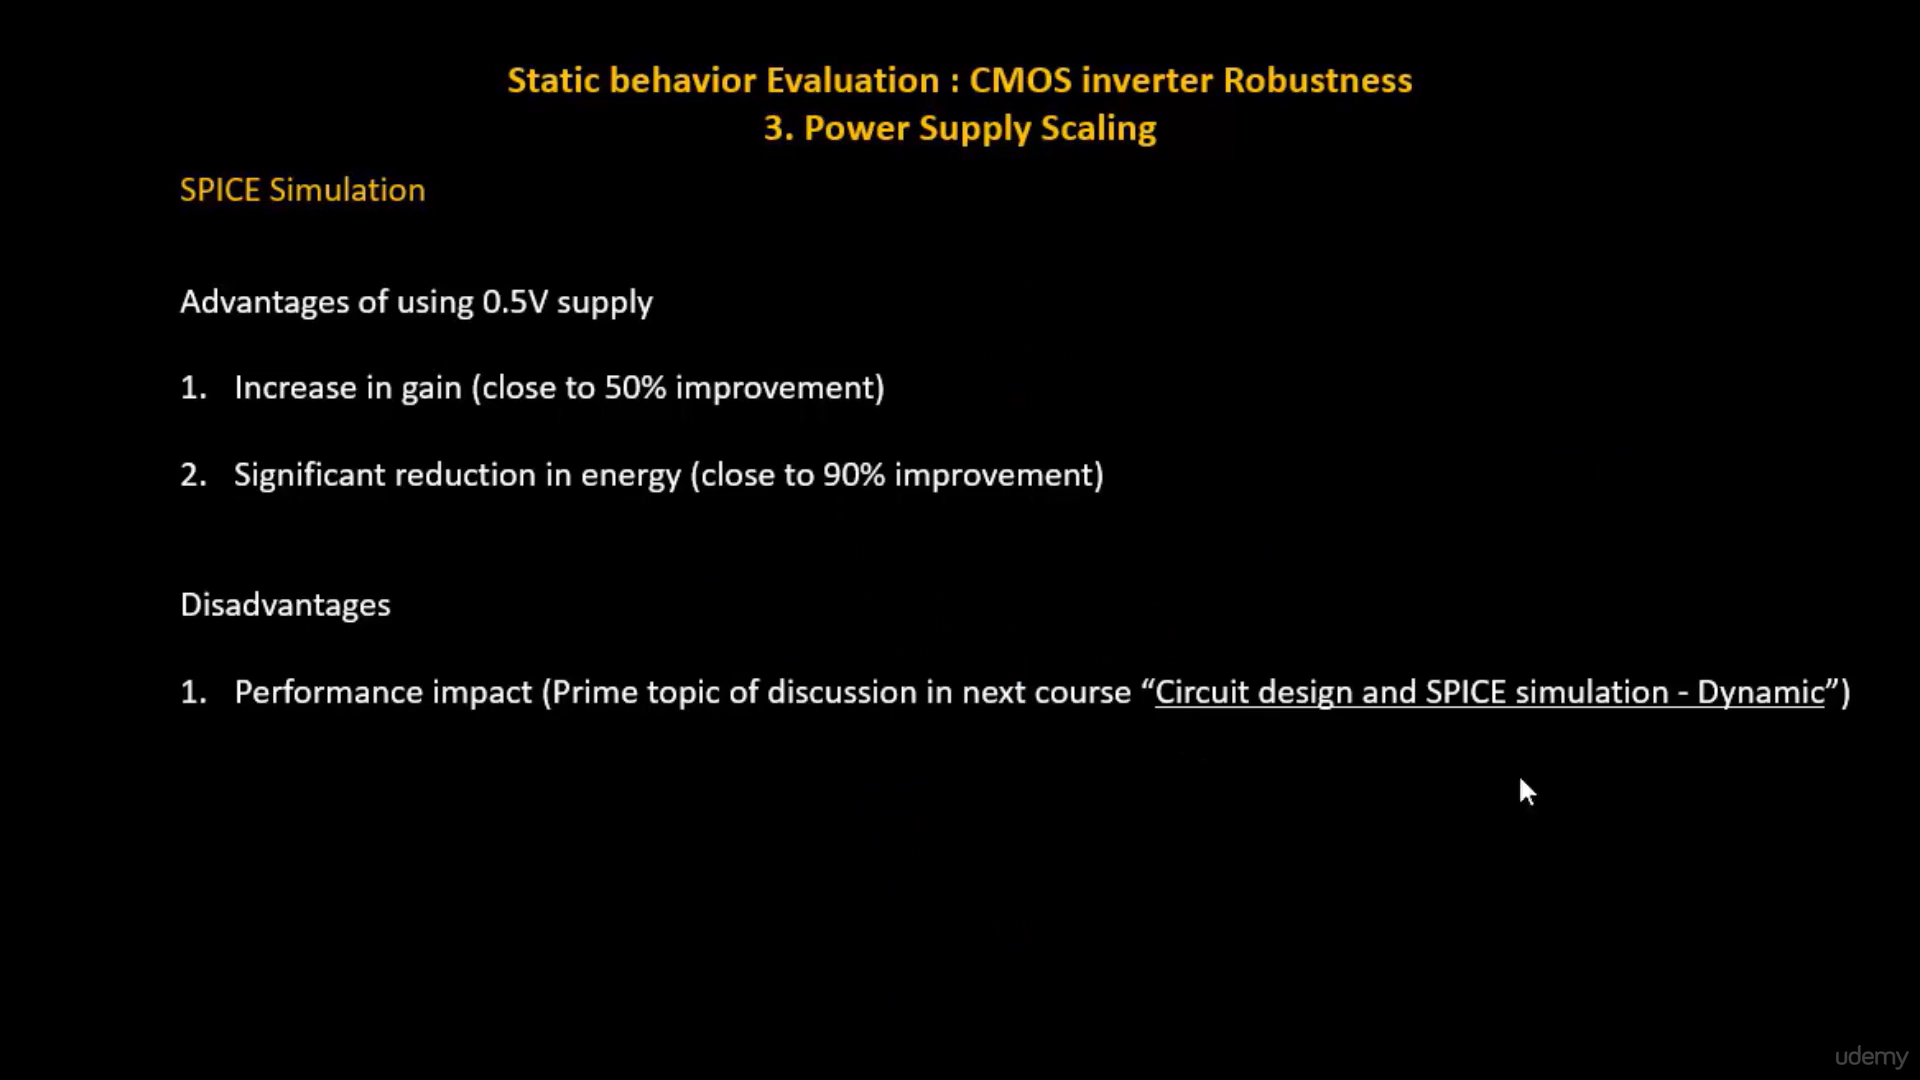 Static behavior Evaluation : CMOS inverter Robustness
3. Power Supply Scaling
SPICE Simulation
Advantages of using 0.5V supply
1. Increase in gain (close to 50% improvement)
2. Significant reduction in energy (close to 90% improvement)
Disadvantages
1. Performance impact (Prime topic of discussion in next course “Circuit design and SPICE simulation - Dynamic”)
udemy